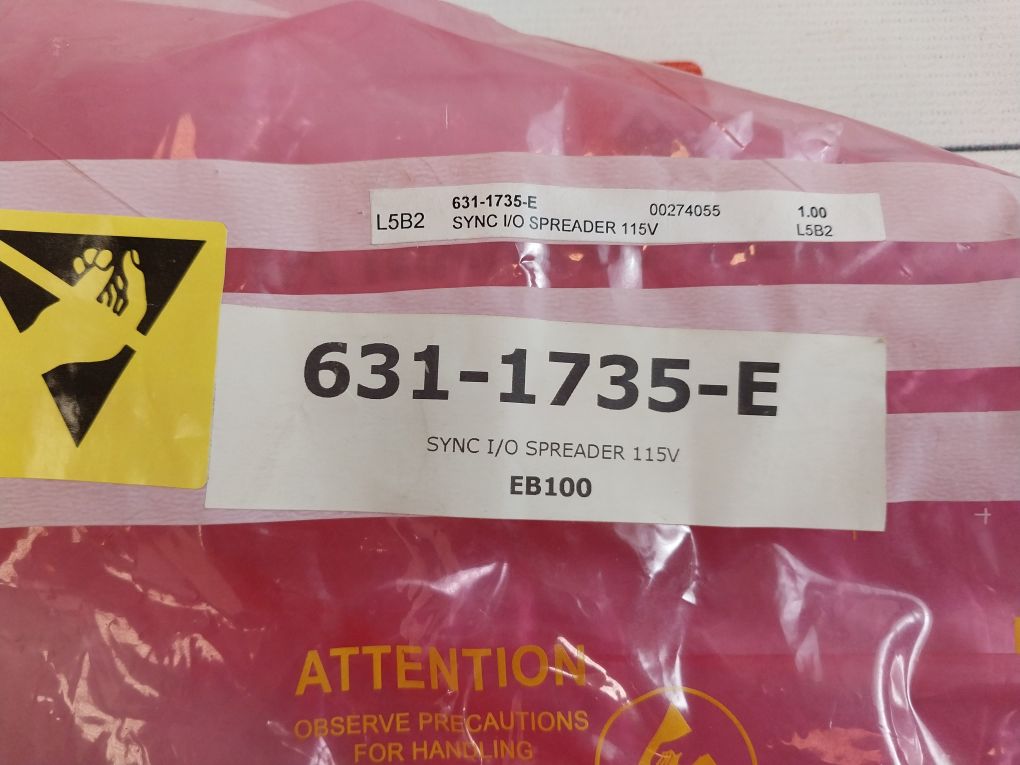 L5B2 631-1735-E 00274055 1.00
SYNC I/O SPREADER 115V L5B2
631-1735-E
SYNC I/O SPREADER 115V
EB100
ATTENTION
OBSERVE PRECAUTIONS
FOR HANDLING